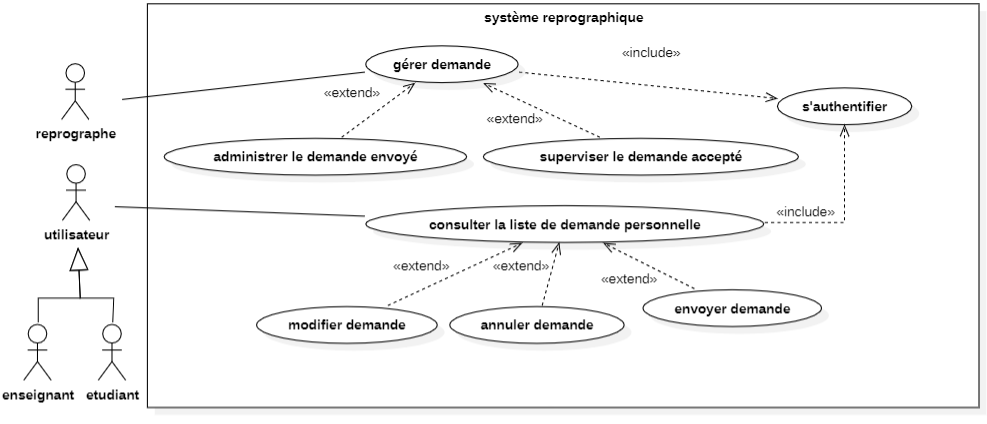 système reprographique
gérer demande
«include»
«extend»
s'authentifier
«extend»
reprographe
administrer le demande envoyé
superviser le demande accepté
utilisateur
consulter la liste de demande personnelle
«include»
«extend»
«extend»
«extend»
modifier demande
annuler demande
envoyer demande
enseignant
etudiant